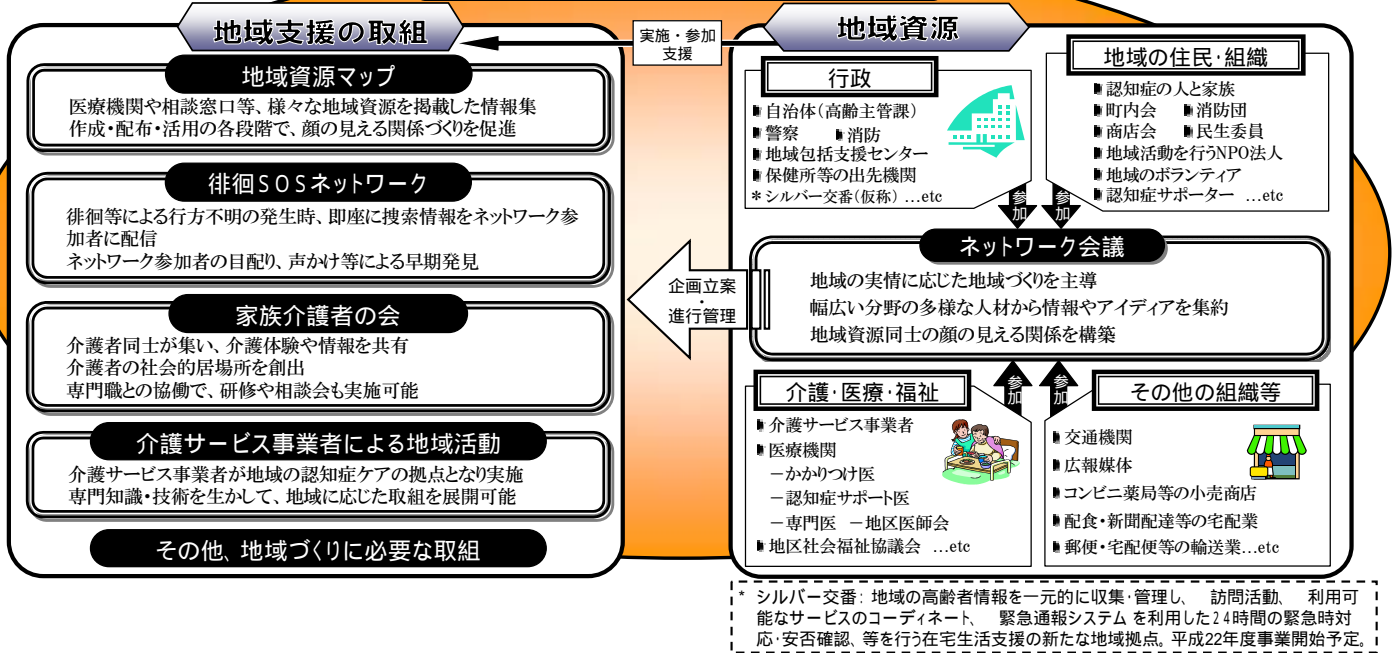 地域支援の取組
地域資源マップ
医療機関や相談窓口等、様々な地域資源を掲載した情報集
作成・配布・活用の各段階で、顔の見える関係づくりを促進
徘徊SOSネットワーク
徘徊等による行方不明の発生時、即座に捜索情報をネットワーク参
加者に配信
ネットワーク参加者の目配り、声かけ等による早期発見
家族介護者の会
介護者同士が集い、介護体験や情報を共有
介護者の社会的居場所を創出
専門職との協働で、研修や相談会も実施可能
介護サービス事業者による地域活動
介護サービス事業者が地域の認知症ケアの拠点となり実施
専門知識・技術を生かして、地域に応じた取組を展開可能
その他、地域づくりに必要な取組
実施・参加
支援
企画立案
・
進行管理
地域資源
行政
自治体(高齢主管課)
警察 消防
地域包括支援センター
保健所等の出先機関
*シルバー交番(仮称) …etc
参加
地域の住民・組織
認知症の人と家族
町内会 消防団
商店会 民生委員
地域活動を行うNPO法人
地域のボランティア
認知症サポーター …etc
参加
ネットワーク会議
地域の実情に応じた地域づくりを主導
幅広い分野の多様な人材から情報やアイディアを集約
地域資源同士の顔の見える関係を構築
介護・医療・福祉
参加
介護サービス事業者
医療機関
-かかりつけ医
-認知症サポート医
-専門医 -地区医師会
地区社会福祉協議会 …etc
その他の組織等
参加
交通機関
広報媒体
コンビニ薬局等の小売商店
配食・新聞配達等の宅配業
郵便・宅配便等の輸送業…etc
* シルバー交番: 地域の高齢者情報を一元的に収集・管理し、 訪問活動、 利用可
能なサービスのコーディネート、 緊急通報システム を利用した24時間の緊急時対
応・安否確認、等を行う在宅生活支援の新たな地域拠点。平成22年度事業開始予定。